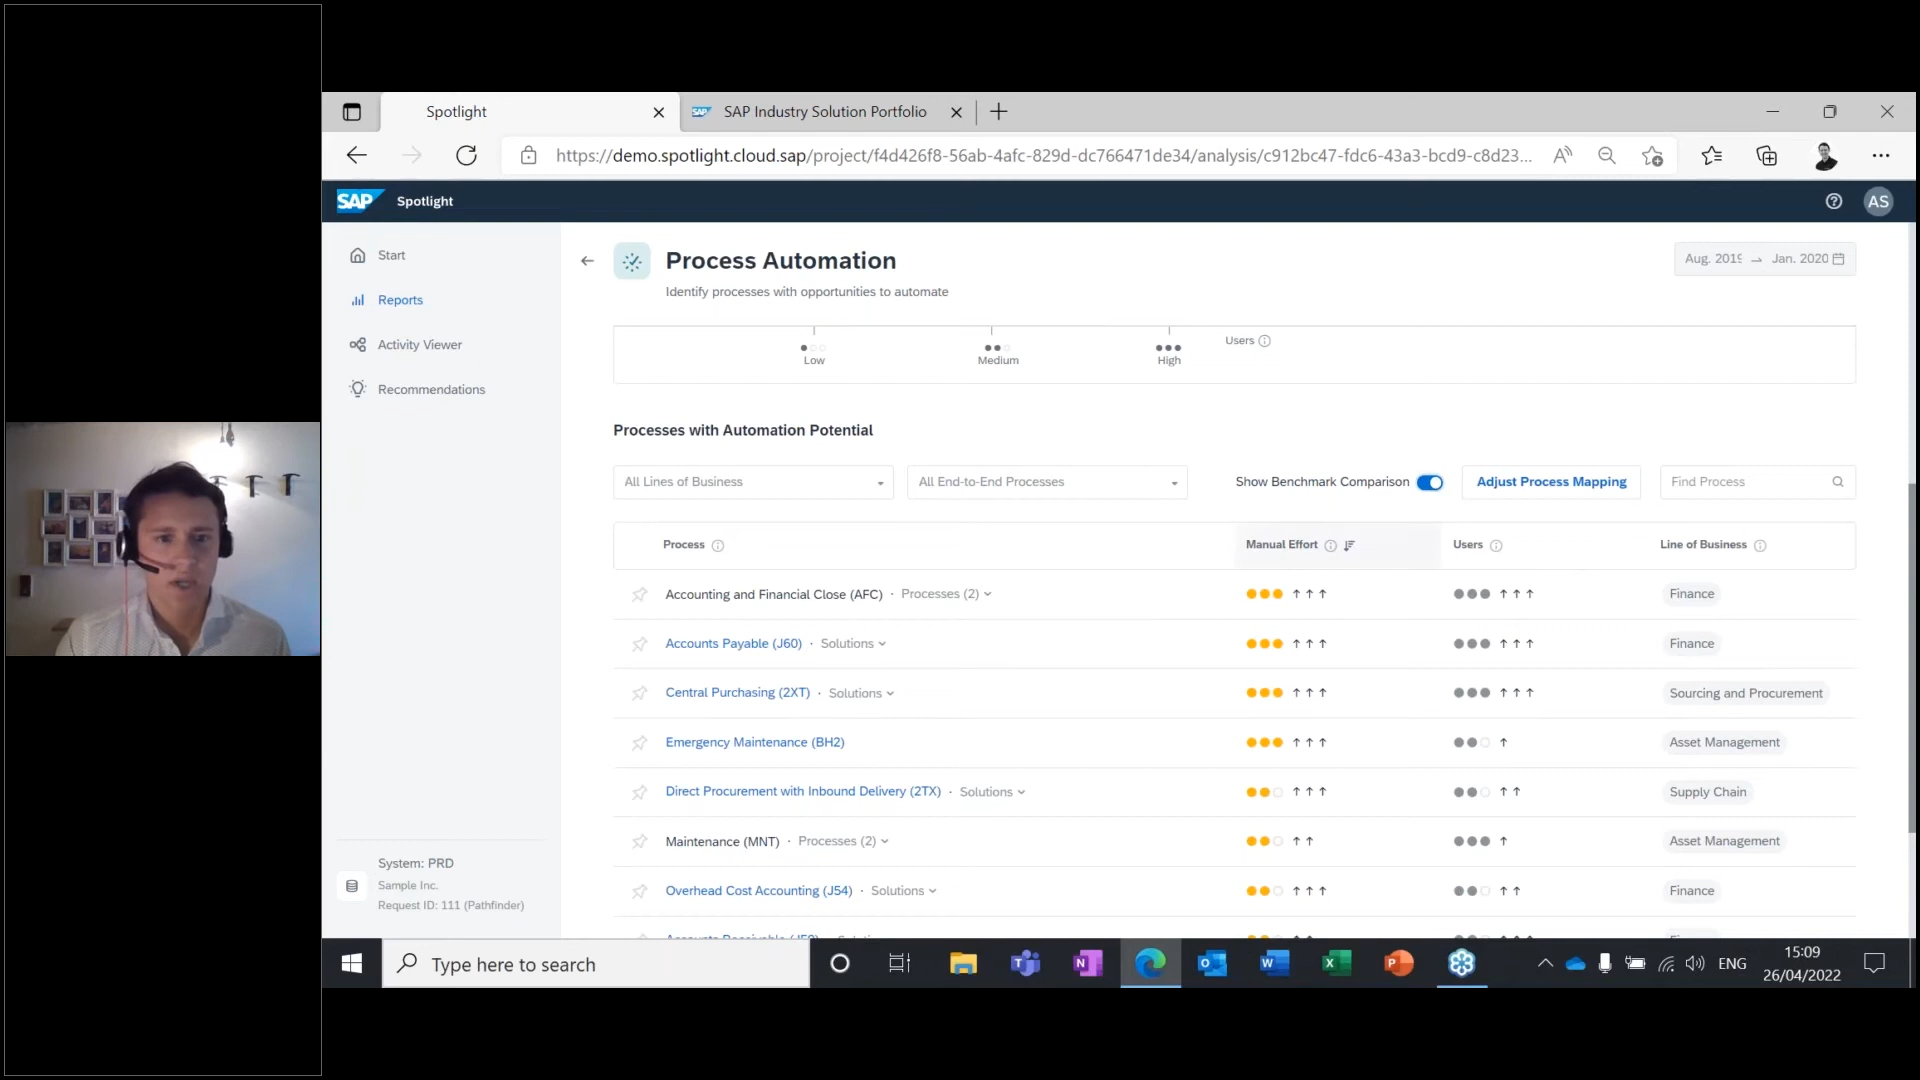 Spotlight
SAP SAP Industry Solution Portfolio
https://demo.spotlight.cloud.sap/project/f4d426f8-56ab-4afc-829d-dc766471de34/analysis/c912bc47-fdc6-43a3-bcd9-c8d23...
SAP Spotlight
AS
Start
Reports
Activity Viewer
Recommendations
System: PRD
Sample Inc.
Request ID: 111 (Pathfinder)
Process Automation
Aug. 2019 → Jan. 2020
Identify processes with opportunities to automate
Low Medium High Users
Processes with Automation Potential
All Lines of Business All End-to-End Processes Show Benchmark Comparison Adjust Process Mapping Find Process
Process Manual Effort Users Line of Business
Accounting and Financial Close (AFC) · Processes (2) ↑↑↑ ↑↑↑ Finance
Accounts Payable (J60) · Solutions ↑↑↑ ↑↑↑ Finance
Central Purchasing (2XT) · Solutions ↑↑↑ ↑↑↑ Sourcing and Procurement
Emergency Maintenance (BH2) ↑↑↑ ↑ Asset Management
Direct Procurement with Inbound Delivery (2TX) · Solutions ↑↑↑ ↑↑ Supply Chain
Maintenance (MNT) · Processes (2) ↑↑ ↑ Asset Management
Overhead Cost Accounting (J54) · Solutions ↑↑↑ ↑↑ Finance
Type here to search
ENG
15:09
26/04/2022